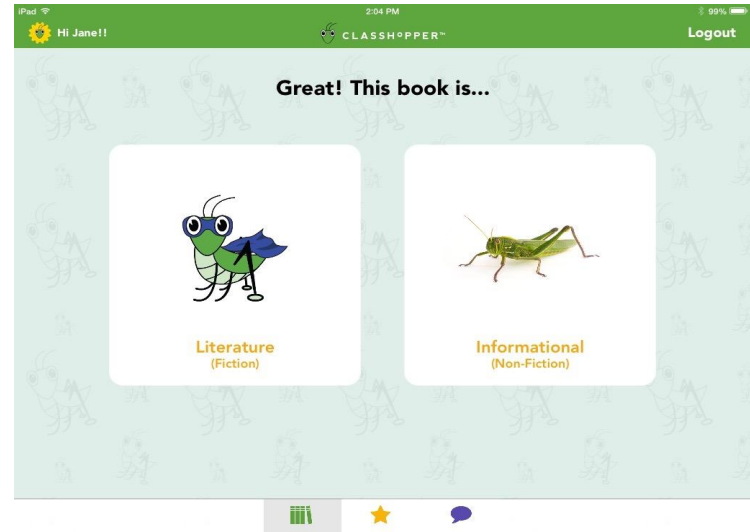 iPad 2:04 PM 99%
Hi Jane!! CLASSHOPPER™ Logout
Great! This book is...
Literature
(Fiction)
Informational
(Non-Fiction)